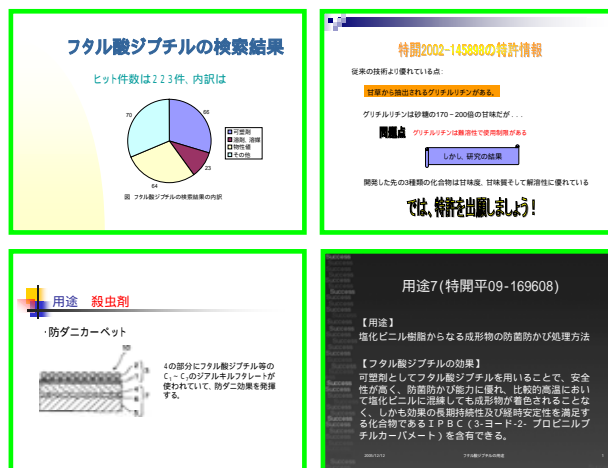 フタル酸ジブチルの検索結果
ヒット件数は223件、内訳は
70
66
23
64
可塑剤
溶剤、溶媒
物性値
その他
図 フタル酸ジブチルの検索結果の内訳
特開2002-145898の特許情報
従来の技術より優れている点:
甘草から抽出されるグリチルリチンがある。
グリチルリチンは砂糖の170~200倍の甘味だが...
問題点 グリチルリチンは難溶性で使用制限がある
しかし、研究の結果
開発した先の3種類の化合物は甘味度、甘味質そして解溶性に優れている
では、特許を出願しましょう!
用途 殺虫剤
・防ダニカーペット
4の部分にフタル酸ジブチル等の
C₁~C₄のジアルキルフタレートが
使われていて、防ダニ効果を発揮
する。
用途7(特開平09-169608)
【用途】
塩化ビニル樹脂からなる成形物の防菌防かび処理方法
【フタル酸ジブチルの効果】
可塑剤としてフタル酸ジブチルを用いることで、安全
性が高く、防菌防かび能力に優れ、比較的高温におい
て塩化ビニルに混練しても成形物が着色されることな
く、しかも効果の長期持続性及び経時安定性を満足す
る化合物であるIPBC(3-ヨード-2-プロピニルブ
チルカーバメート)を含有できる。
2005/12/12
フタル酸ジブチルの用途